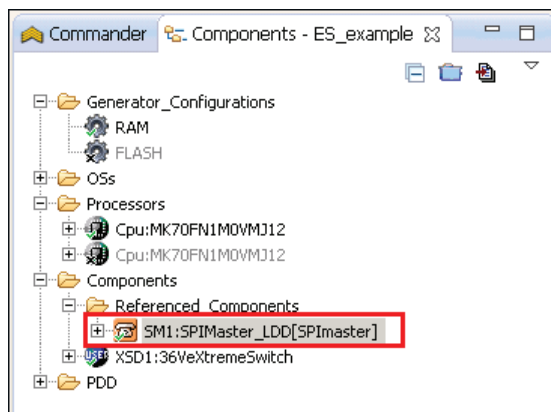 Commander Components - ES_example
Generator_Configurations
RAM
FLASH
OSs
Processors
Cpu:MK70FN1M0VMJ12
Cpu:MK70FN1M0VMJ12
Components
Referenced_Components
SM1:SPIMaster_LDD[SPImaster]
USER XSD1:36VeXtremeSwitch
PDD